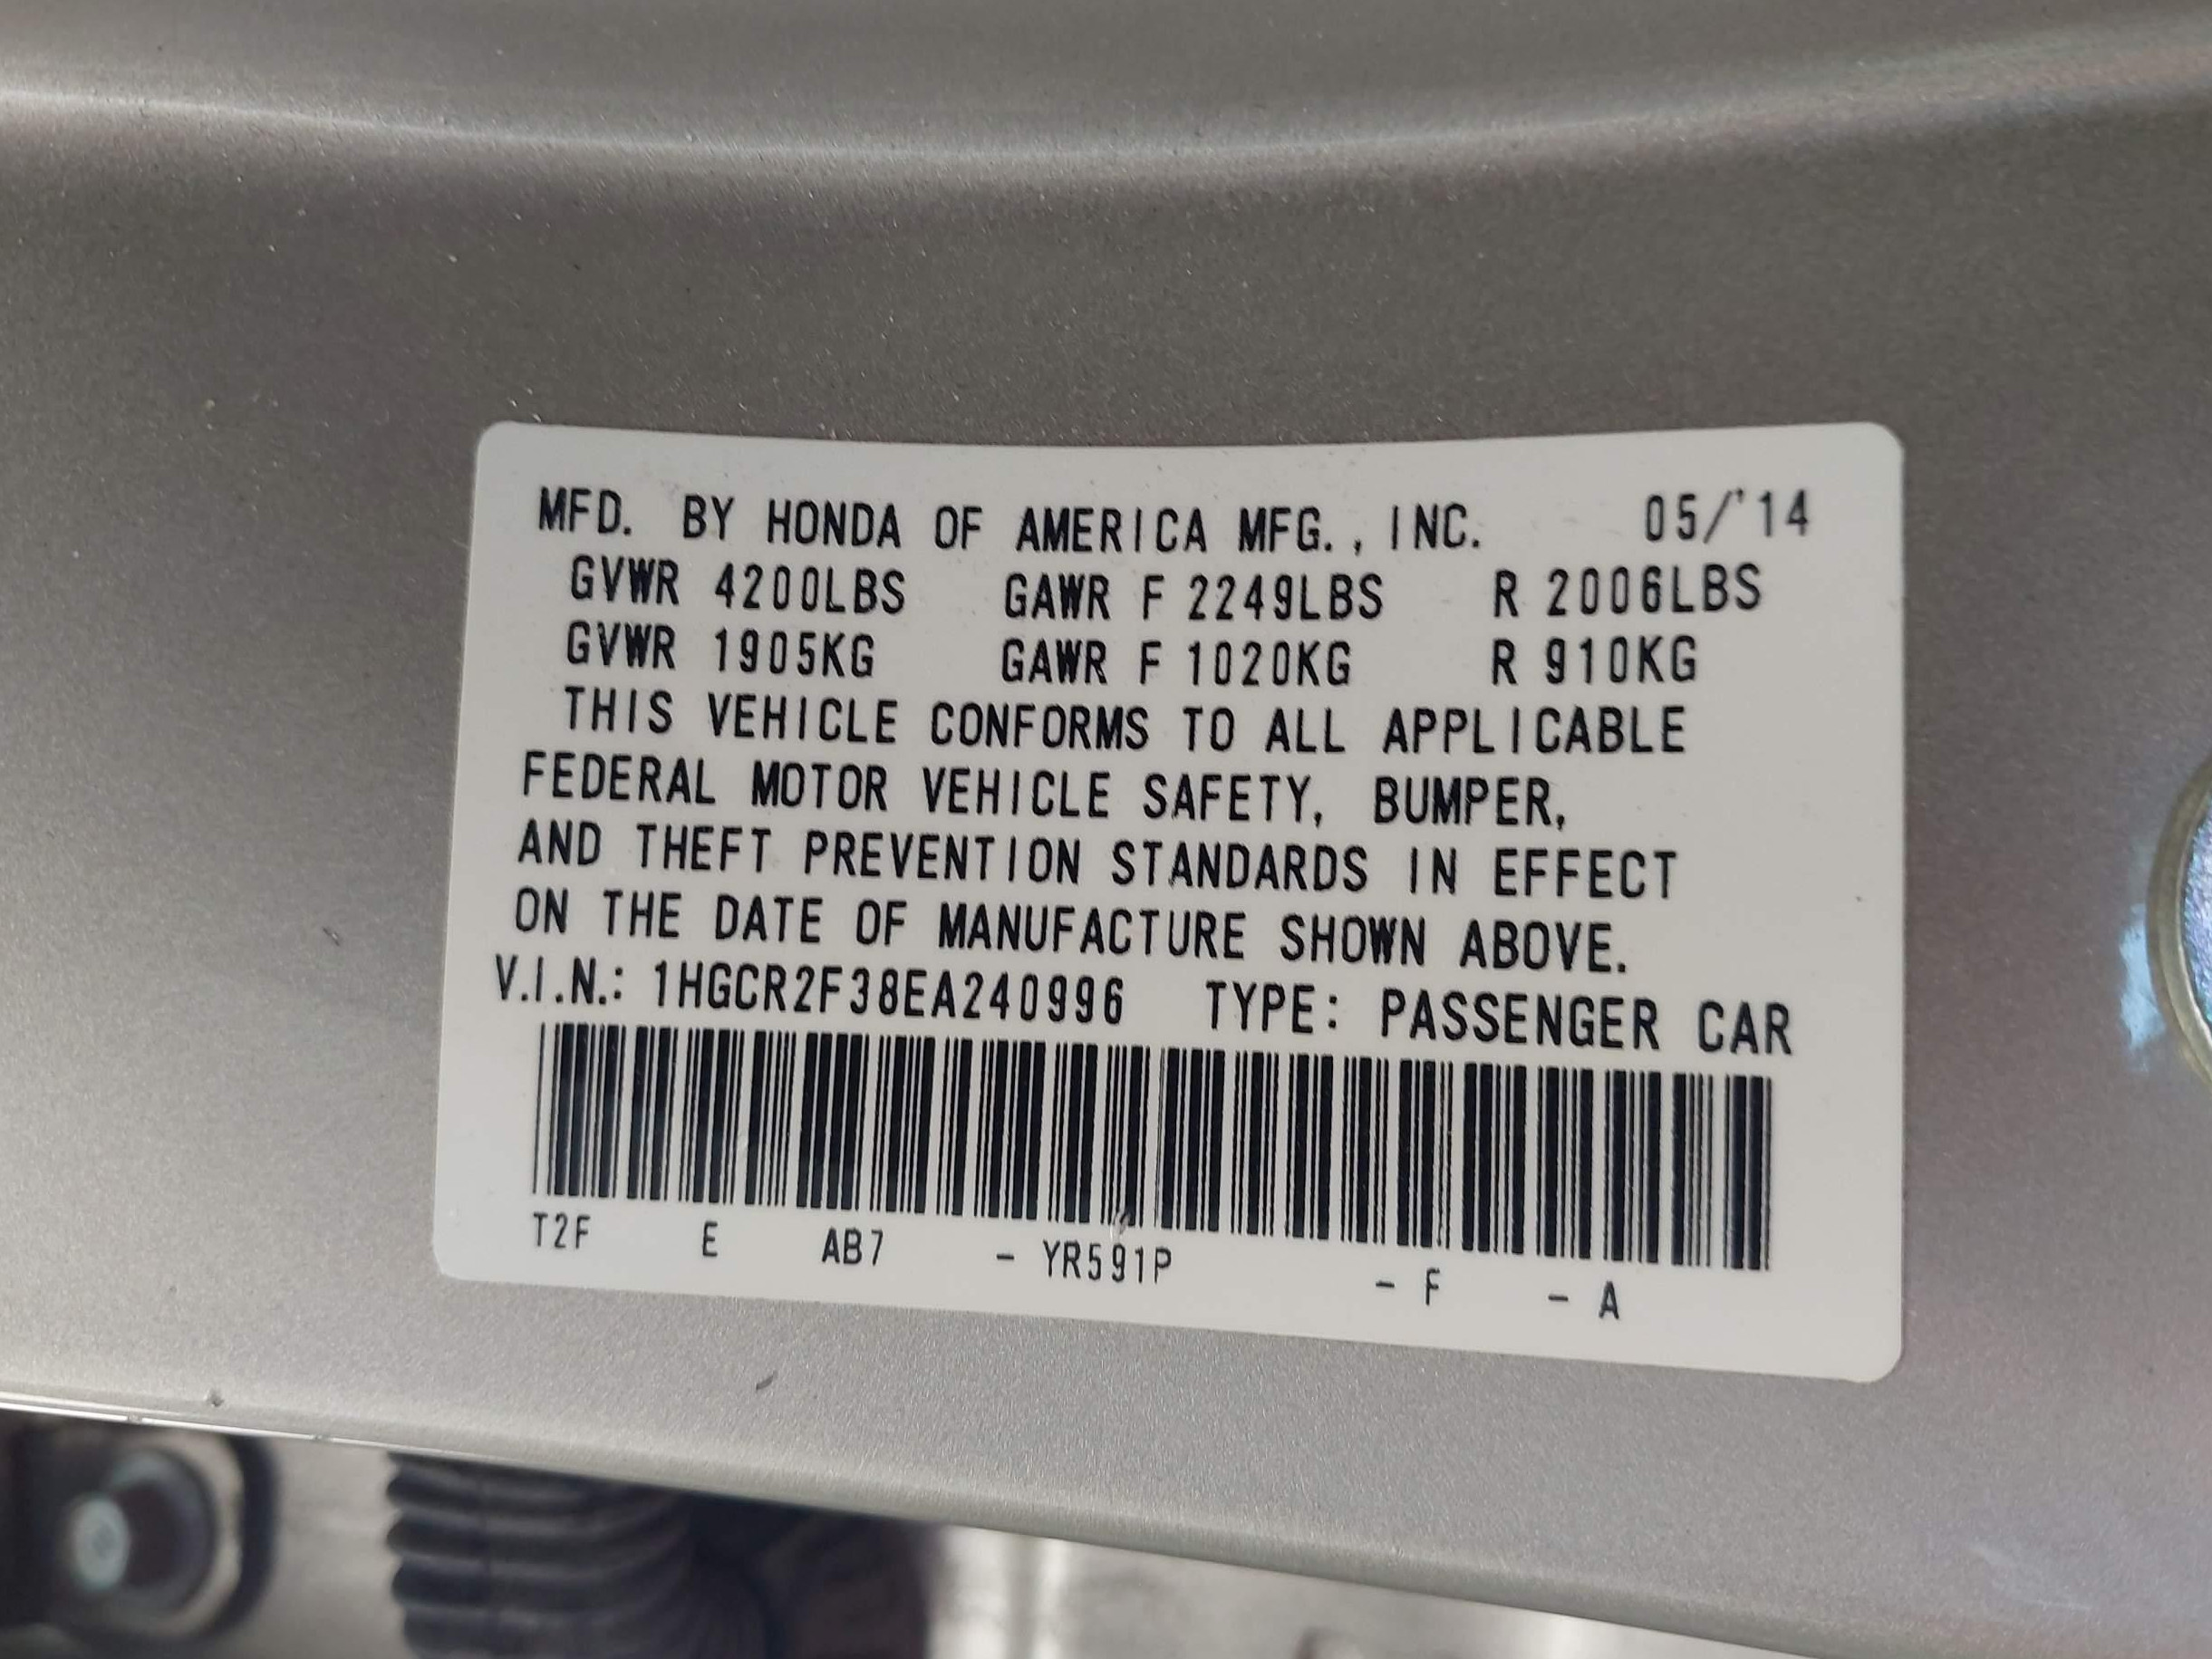 MFD. BY HONDA OF AMERICA MFG., INC. 05/'14
GVWR 4200LBS GAWR F 2249LBS R 2006LBS
GVWR 1905KG GAWR F 1020KG R 910KG
THIS VEHICLE CONFORMS TO ALL APPLICABLE
FEDERAL MOTOR VEHICLE SAFETY, BUMPER,
AND THEFT PREVENTION STANDARDS IN EFFECT
ON THE DATE OF MANUFACTURE SHOWN ABOVE.
V.I.N.: 1HGCR2F38EA240996 TYPE: PASSENGER CAR
T2F E AB7 - YR591P - F - A